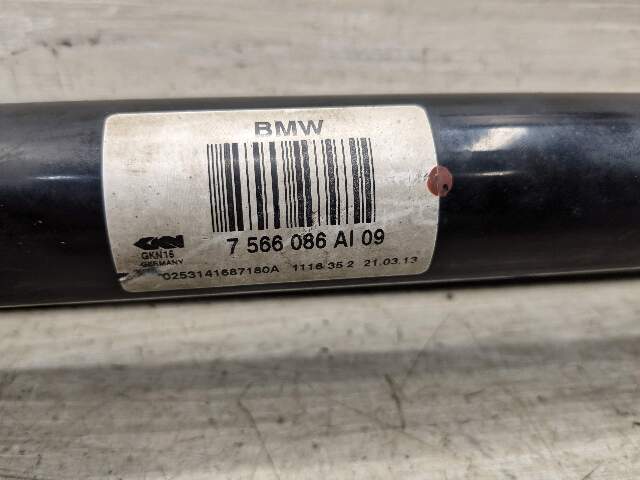 BMW
7 566 086 AI 09
GKN
GKN15
GERMANY
0253141687180A 1116 35 2 21.03.13